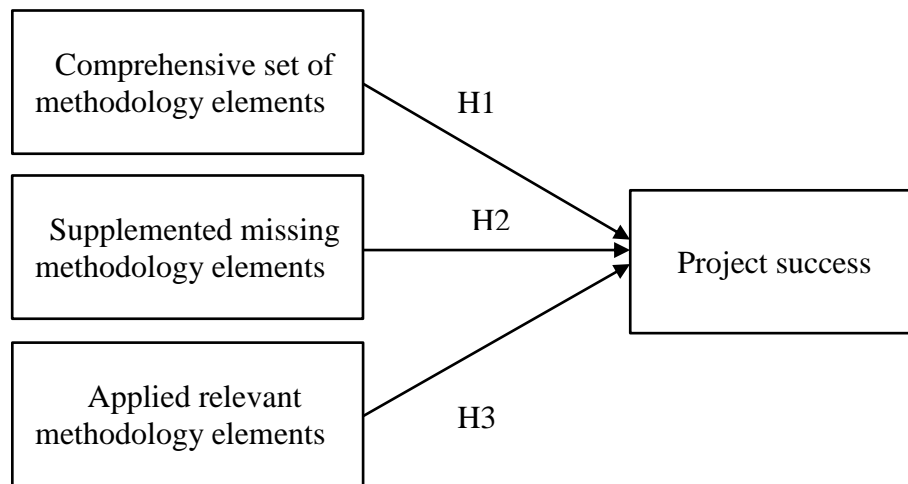 Comprehensive set of
methodology elements
H1
Supplemented missing
methodology elements
H2
Project success
Applied relevant
methodology elements
H3